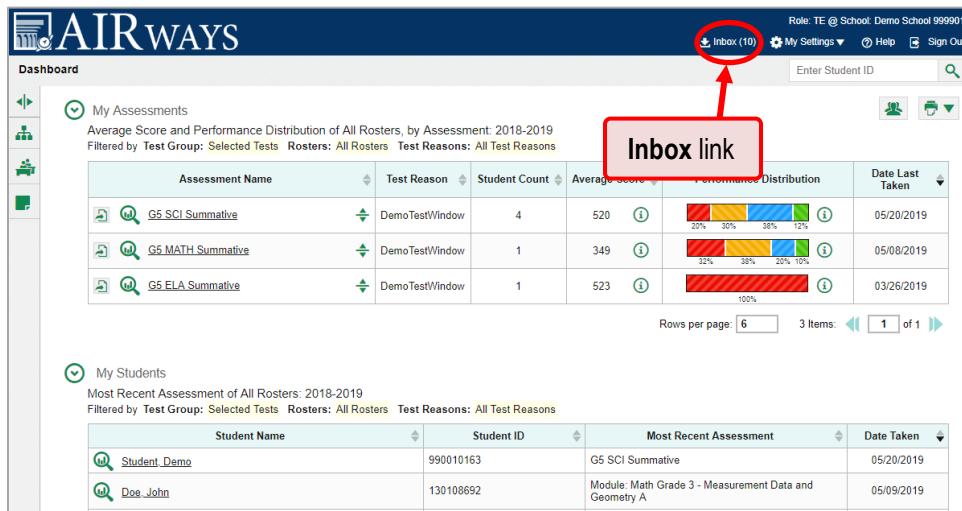 AIRWAYS
Role: TE @ School: Demo School 999901
Inbox (10) My Settings ▼ Help Sign Ou
Dashboard
Enter Student ID
My Assessments
Average Score and Performance Distribution of All Rosters, by Assessment: 2018-2019
Filtered by Test Group: Selected Tests Rosters: All Rosters Test Reasons: All Test Reasons
Inbox link
Assessment Name Test Reason Student Count Average Score Performance Distribution Date Last
Taken
G5 SCI Summative DemoTestWindow 4 520 05/20/2019
20% 30% 38% 12%
G5 MATH Summative DemoTestWindow 1 349 05/08/2019
32% 38% 20% 10%
G5 ELA Summative DemoTestWindow 1 523 03/26/2019
100%
Rows per page: 6 3 Items: 1 of 1
My Students
Most Recent Assessment of All Rosters: 2018-2019
Filtered by Test Group: Selected Tests Rosters: All Rosters Test Reasons: All Test Reasons
Student Name Student ID Most Recent Assessment Date Taken
Student, Demo 990010163 G5 SCI Summative 05/20/2019
Doe, John 130108692 Module: Math Grade 3 - Measurement Data and
Geometry A 05/09/2019